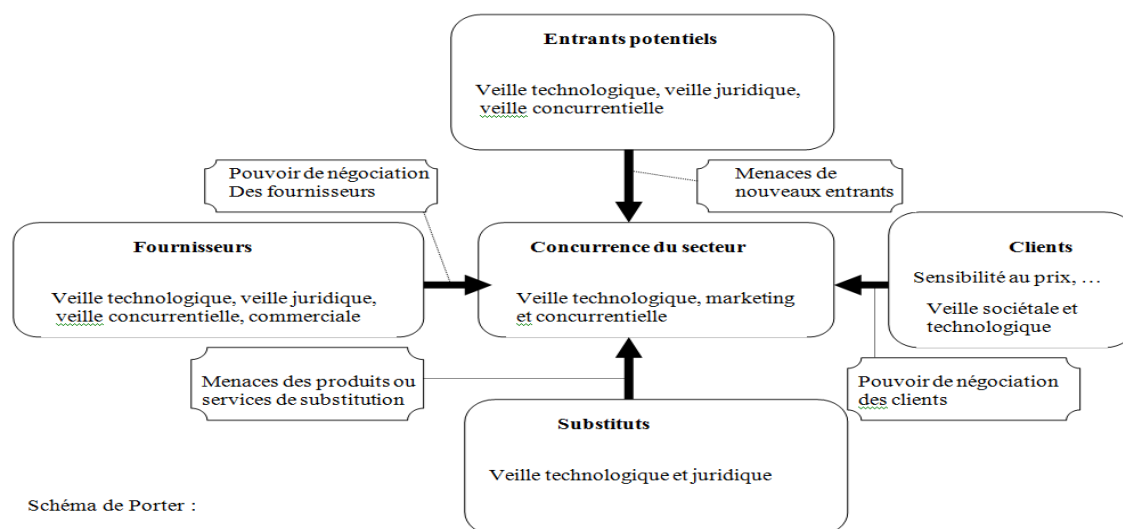 Entrants potentiels
Veille technologique, veille juridique,
veille concurrentielle
Pouvoir de négociation
Des fournisseurs
Menaces de
nouveaux entrants
Fournisseurs
Veille technologique, veille juridique,
veille concurrentielle, commerciale
Concurrence du secteur
Veille technologique, marketing
et concurrentielle
Clients
Sensibilité au prix, …
Veille sociétale et
technologique
Menaces des produits ou
services de substitution
Pouvoir de négociation
des clients
Substituts
Veille technologique et juridique
Schéma de Porter :